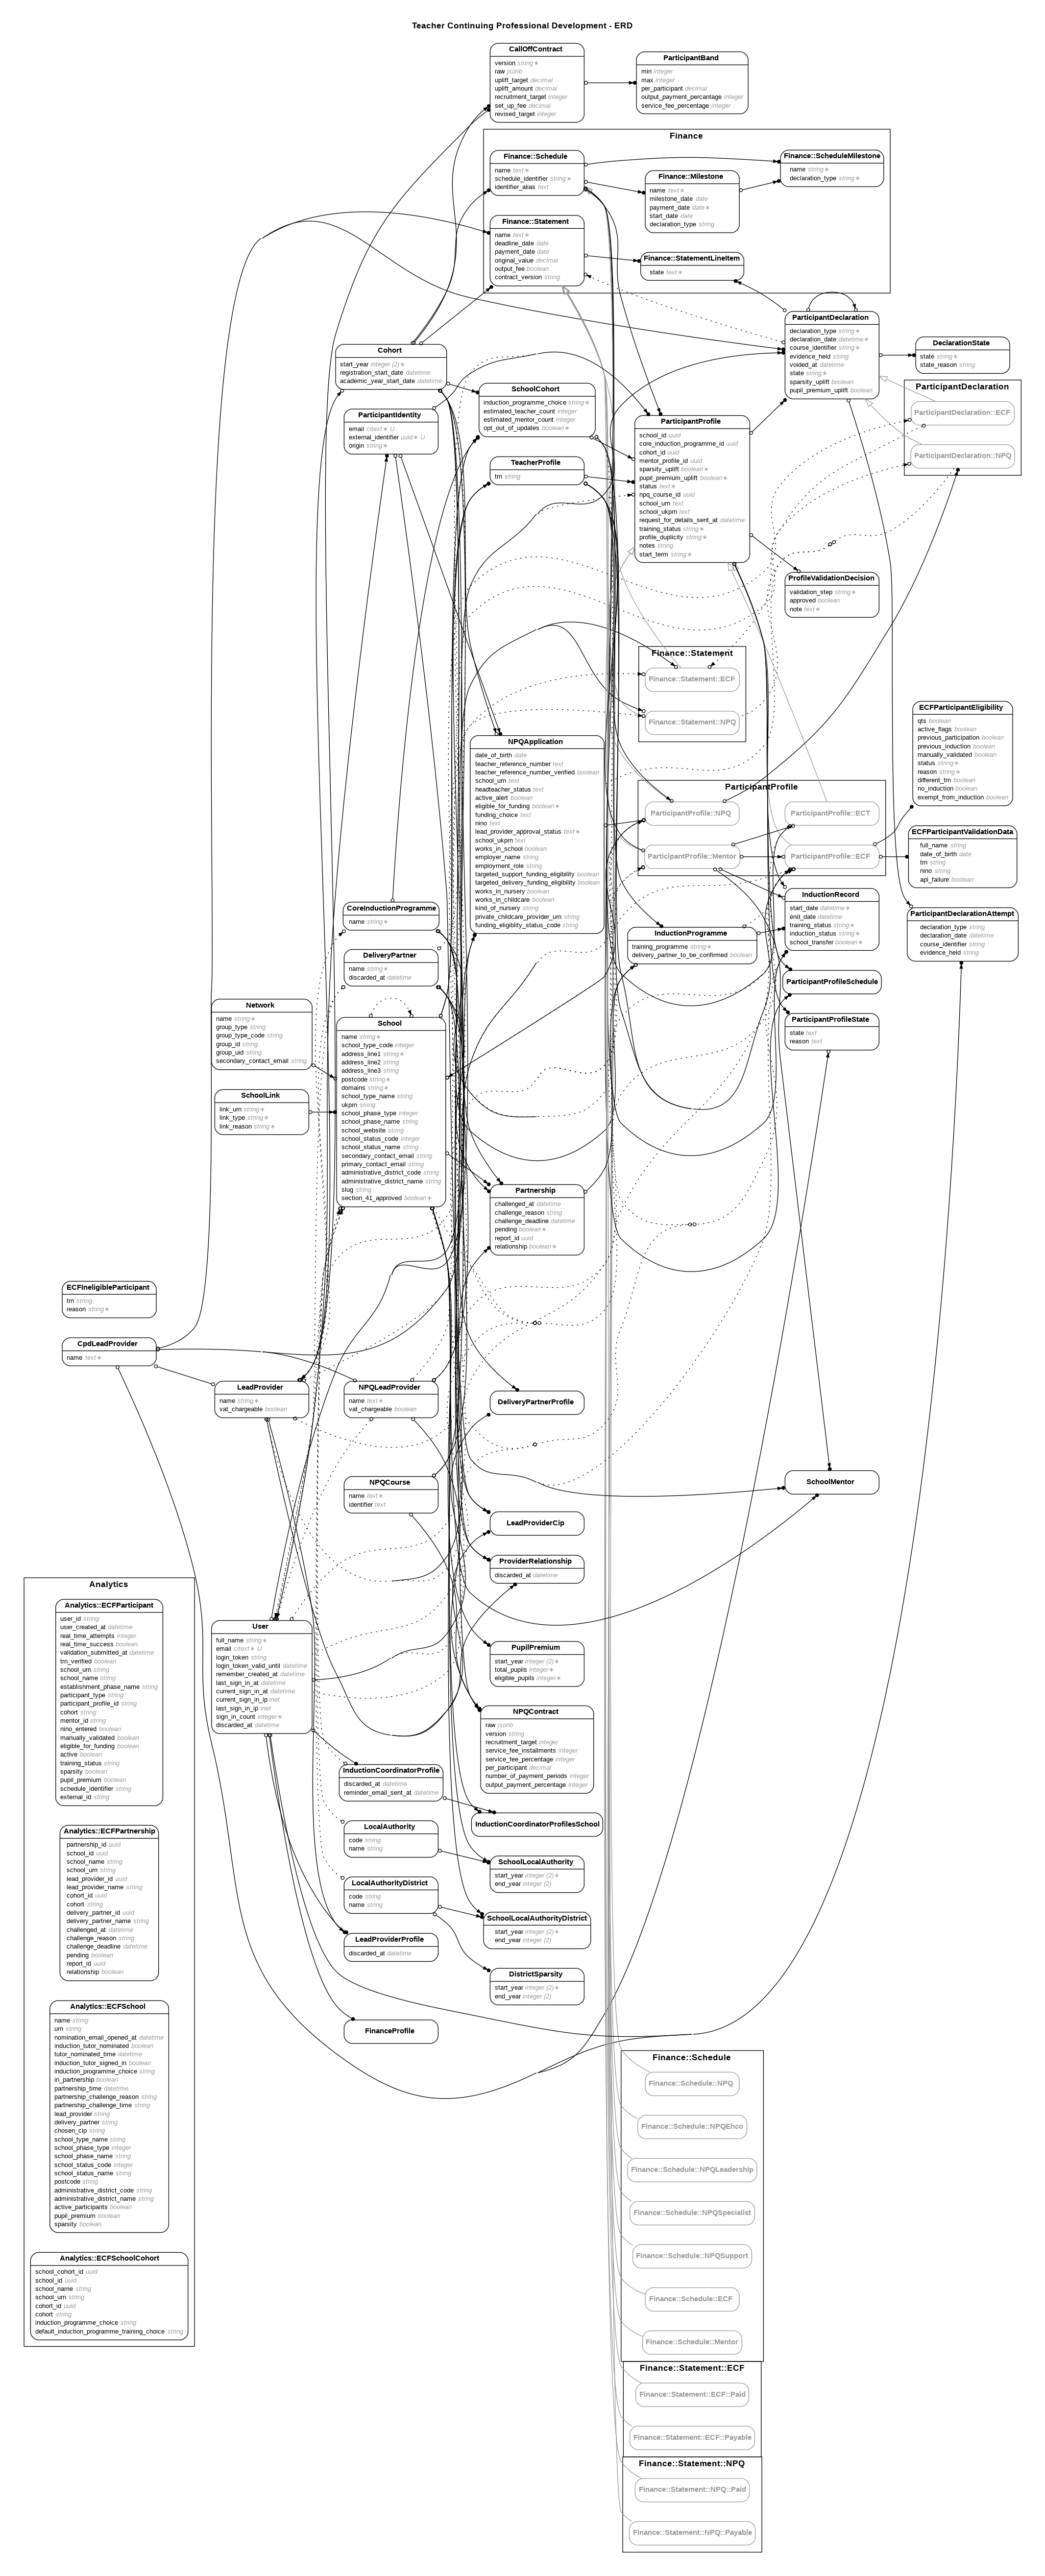 Teacher Continuing Professional Development - ERD
CallOffContract
version string ∗
raw jsonb
uplift_target decimal
uplift_amount decimal
recruitment_target integer
set_up_fee decimal
revised_target integer
ParticipantBand
min integer
max integer
per_participant decimal
output_payment_percantage integer
service_fee_percentage integer
Finance
Finance::Schedule
name text ∗
schedule_identifier string ∗
identifier_alias text
Finance::ScheduleMilestone
name string ∗
declaration_type string ∗
Finance::Milestone
name text ∗
milestone_date date
payment_date date ∗
start_date date
declaration_type string
Finance::Statement
name text ∗
deadline_date date
payment_date date
original_value decimal
output_fee boolean
contract_version string
Finance::StatementLineItem
state text ∗
ParticipantDeclaration
declaration_type string ∗
declaration_date datetime ∗
course_identifier string ∗
evidence_held string
voided_at datetime
state string ∗
sparsity_uplift boolean
pupil_premium_uplift boolean
DeclarationState
state string ∗
state_reason string
ParticipantDeclaration
ParticipantDeclaration::ECF
ParticipantDeclaration::NPQ
Cohort
start_year integer (2) ∗
registration_start_date datetime
academic_year_start_date datetime
SchoolCohort
induction_programme_choice string ∗
estimated_teacher_count integer
estimated_mentor_count integer
opt_out_of_updates boolean ∗
ParticipantIdentity
email citext ∗ U
external_identifier uuid ∗ U
origin string ∗
TeacherProfile
trn string
ParticipantProfile
school_id uuid
core_induction_programme_id uuid
cohort_id uuid
mentor_profile_id uuid
sparsity_uplift boolean ∗
pupil_premium_uplift boolean ∗
status text ∗
npq_course_id uuid
school_urn text
school_ukprn text
request_for_details_sent_at datetime
training_status string ∗
profile_duplicity string ∗
notes string
start_term string ∗
ProfileValidationDecision
validation_step string ∗
approved boolean
note text ∗
Finance::Statement
Finance::Statement::ECF
Finance::Statement::NPQ
NPQApplication
date_of_birth date
teacher_reference_number text
teacher_reference_number_verified boolean
school_urn text
headteacher_status text
active_alert boolean
eligible_for_funding boolean ∗
funding_choice text
nino text
lead_provider_approval_status text ∗
school_ukprn text
works_in_school boolean
employer_name string
employment_role string
targeted_support_funding_eligibility boolean
targeted_delivery_funding_eligibility boolean
works_in_nursery boolean
works_in_childcare boolean
kind_of_nursery string
private_childcare_provider_urn string
funding_eligiblity_status_code string
ECFParticipantEligibility
qts boolean
active_flags boolean
previous_participation boolean
previous_induction boolean
manually_validated boolean
status string ∗
reason string ∗
different_trn boolean
no_induction boolean
exempt_from_induction boolean
ParticipantProfile
ParticipantProfile::NPQ
ParticipantProfile::ECT
ParticipantProfile::Mentor
ParticipantProfile::ECF
ECFParticipantValidationData
full_name string
date_of_birth date
trn string
nino string
api_failure boolean
InductionRecord
start_date datetime ∗
end_date datetime
training_status string ∗
induction_status string ∗
school_transfer boolean ∗
ParticipantDeclarationAttempt
declaration_type string
declaration_date datetime
course_identifier string
evidence_held string
CoreInductionProgramme
name string ∗
InductionProgramme
training_programme string ∗
delivery_partner_to_be_confirmed boolean
DeliveryPartner
name string ∗
discarded_at datetime
ParticipantProfileSchedule
ParticipantProfileState
state text
reason text
Network
name string ∗
group_type string
group_type_code string
group_id string
group_uid string
secondary_contact_email string
School
name string ∗
school_type_code integer
address_line1 string ∗
address_line2 string
address_line3 string
postcode string ∗
domains string ∗
school_type_name string
ukprn string
school_phase_type integer
school_phase_name string
school_website string
school_status_code integer
school_status_name string
secondary_contact_email string
primary_contact_email string
administrative_district_code string
administrative_district_name string
slug string
section_41_approved boolean ∗
SchoolLink
link_urn string ∗
link_type string ∗
link_reason string ∗
Partnership
challenged_at datetime
challenge_reason string
challenge_deadline datetime
pending boolean ∗
report_id uuid
relationship boolean ∗
ECFIneligibleParticipant
trn string
reason string ∗
CpdLeadProvider
name text ∗
LeadProvider
name string ∗
vat_chargeable boolean
NPQLeadProvider
name text ∗
vat_chargeable boolean
DeliveryPartnerProfile
NPQCourse
name text ∗
identifier text
SchoolMentor
LeadProviderCip
ProviderRelationship
discarded_at datetime
User
full_name string ∗
email citext ∗ U
login_token string
login_token_valid_until datetime
remember_created_at datetime
last_sign_in_at datetime
current_sign_in_at datetime
current_sign_in_ip inet
last_sign_in_ip inet
sign_in_count integer ∗
discarded_at datetime
PupilPremium
start_year integer (2) ∗
total_pupils integer ∗
eligible_pupils integer ∗
NPQContract
raw jsonb
version string
recruitment_target integer
service_fee_installments integer
service_fee_percentage integer
per_participant decimal
number_of_payment_periods integer
output_payment_percentage integer
InductionCoordinatorProfile
discarded_at datetime
reminder_email_sent_at datetime
InductionCoordinatorProfilesSchool
LocalAuthority
code string
name string
SchoolLocalAuthority
start_year integer (2) ∗
end_year integer (2)
LocalAuthorityDistrict
code string
name string
SchoolLocalAuthorityDistrict
start_year integer (2) ∗
end_year integer (2)
LeadProviderProfile
discarded_at datetime
DistrictSparsity
start_year integer (2) ∗
end_year integer (2)
FinanceProfile
Analytics
Analytics::ECFParticipant
user_id string
user_created_at datetime
real_time_attempts integer
real_time_success boolean
validation_submitted_at datetime
trn_verified boolean
school_urn string
school_name string
establishment_phase_name string
participant_type string
participant_profile_id string
cohort string
mentor_id string
nino_entered boolean
manually_validated boolean
eligible_for_funding boolean
active boolean
training_status string
sparsity boolean
pupil_premium boolean
schedule_identifier string
external_id string
Analytics::ECFPartnership
partnership_id uuid
school_id uuid
school_name string
school_urn string
lead_provider_id uuid
lead_provider_name string
cohort_id uuid
cohort string
delivery_partner_id uuid
delivery_partner_name string
challenged_at datetime
challenge_reason string
challenge_deadline datetime
pending boolean
report_id uuid
relationship boolean
Analytics::ECFSchool
name string
urn string
nomination_email_opened_at datetime
induction_tutor_nominated boolean
tutor_nominated_time datetime
induction_tutor_signed_in boolean
induction_programme_choice string
in_partnership boolean
partnership_time datetime
partnership_challenge_reason string
partnership_challenge_time string
lead_provider string
delivery_partner string
chosen_cip string
school_type_name string
school_phase_type integer
school_phase_name string
school_status_code integer
school_status_name string
postcode string
administrative_district_code string
administrative_district_name string
active_participants boolean
pupil_premium boolean
sparsity boolean
Analytics::ECFSchoolCohort
school_cohort_id uuid
school_id uuid
school_name string
school_urn string
cohort_id uuid
cohort string
induction_programme_choice string
default_induction_programme_training_choice string
Finance::Schedule
Finance::Schedule::NPQ
Finance::Schedule::NPQEhco
Finance::Schedule::NPQLeadership
Finance::Schedule::NPQSpecialist
Finance::Schedule::NPQSupport
Finance::Schedule::ECF
Finance::Schedule::Mentor
Finance::Statement::ECF
Finance::Statement::ECF::Paid
Finance::Statement::ECF::Payable
Finance::Statement::NPQ
Finance::Statement::NPQ::Paid
Finance::Statement::NPQ::Payable